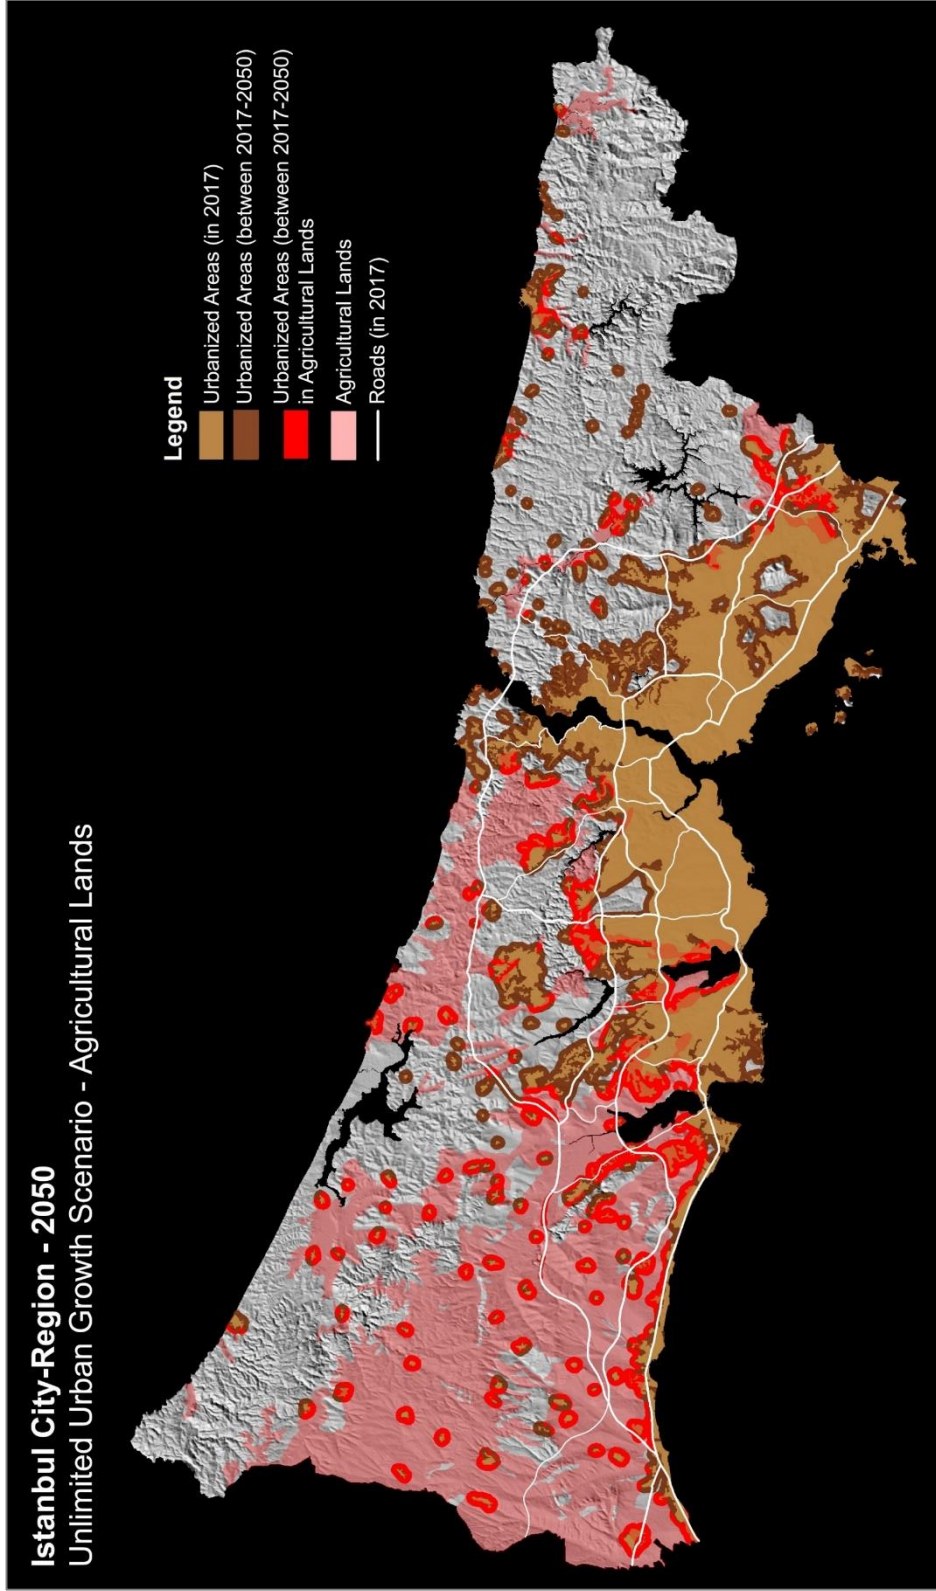 Istanbul City-Region - 2050
Unlimited Urban Growth Scenario - Agricultural Lands
Legend
Urbanized Areas (in 2017)
Urbanized Areas (between 2017-2050)
Urbanized Areas (between 2017-2050)
in Agricultural Lands
Agricultural Lands
Roads (in 2017)